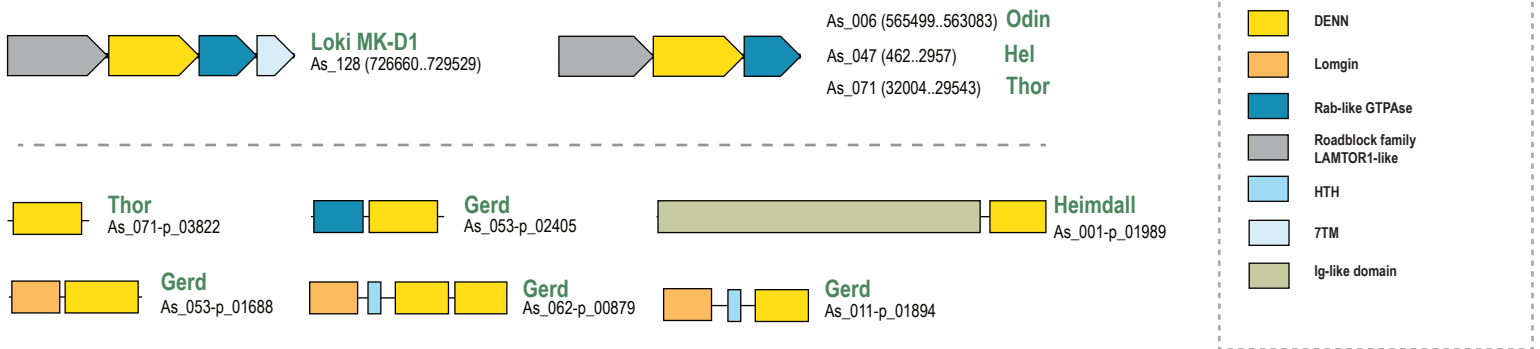 Loki MK-D1
As_128 (726660..729529)
As_006 (565499..563083) Odin
As_047 (462..2957) Hel
As_071 (32004..29543) Thor
Thor
As_071-p_03822
Gerd
As_053-p_02405
Heimdall
As_001-p_01989
Gerd
As_053-p_01688
Gerd
As_062-p_00879
Gerd
As_011-p_01894
DENN
Lomgin
Rab-like GTPAse
Roadblock family
LAMTOR1-like
HTH
7TM
Ig-like domain